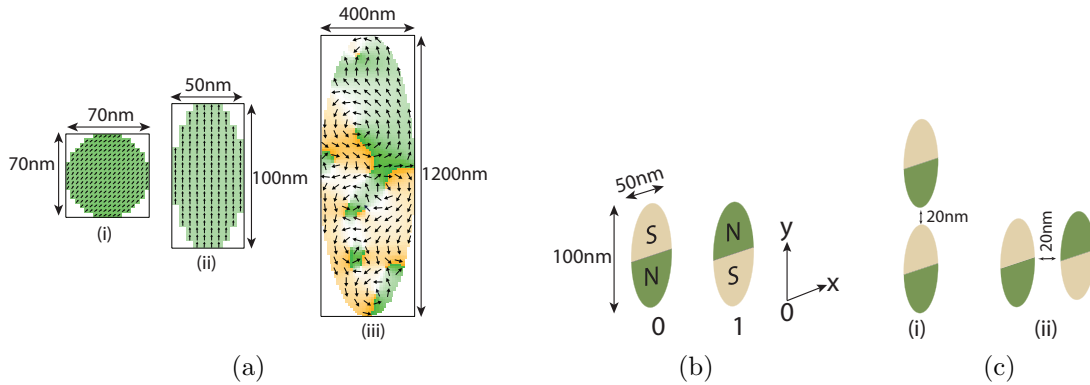 400nm
50nm
70nm
70nm
100nm
1200nm
(i)
(ii)
(iii)
50nm
100nm
S
N
N
S
0
1
y
x
0
20nm
20nm
(i)
(ii)
(a)
(b)
(c)